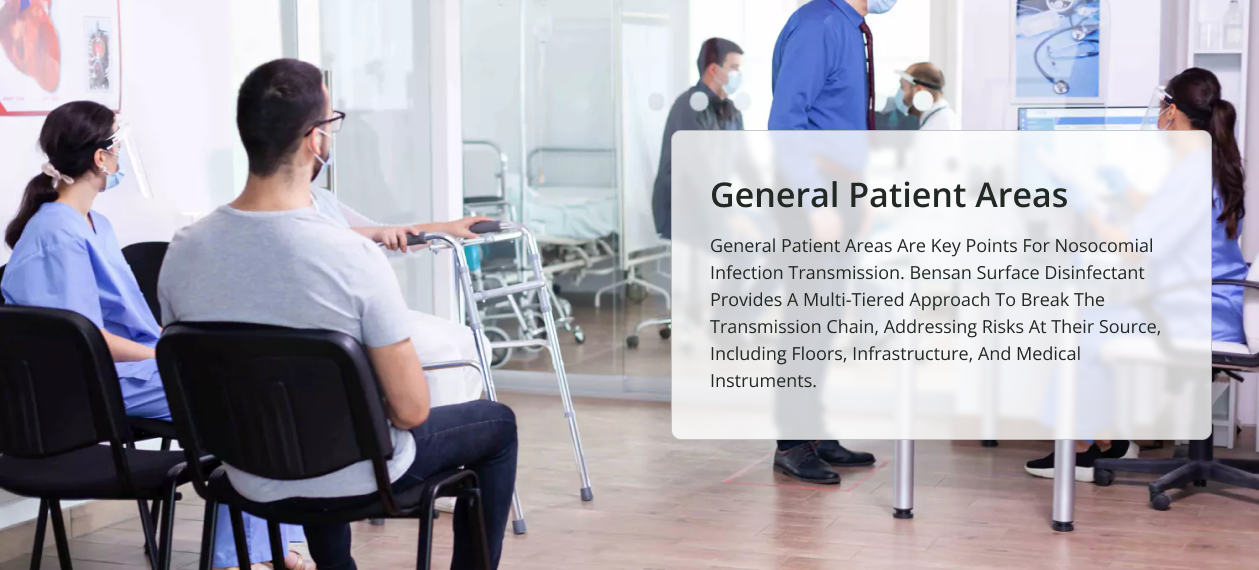 General Patient Areas
General Patient Areas Are Key Points For Nosocomial
Infection Transmission. Bensan Surface Disinfectant
Provides A Multi-Tiered Approach To Break The
Transmission Chain, Addressing Risks At Their Source,
Including Floors, Infrastructure, And Medical
Instruments.